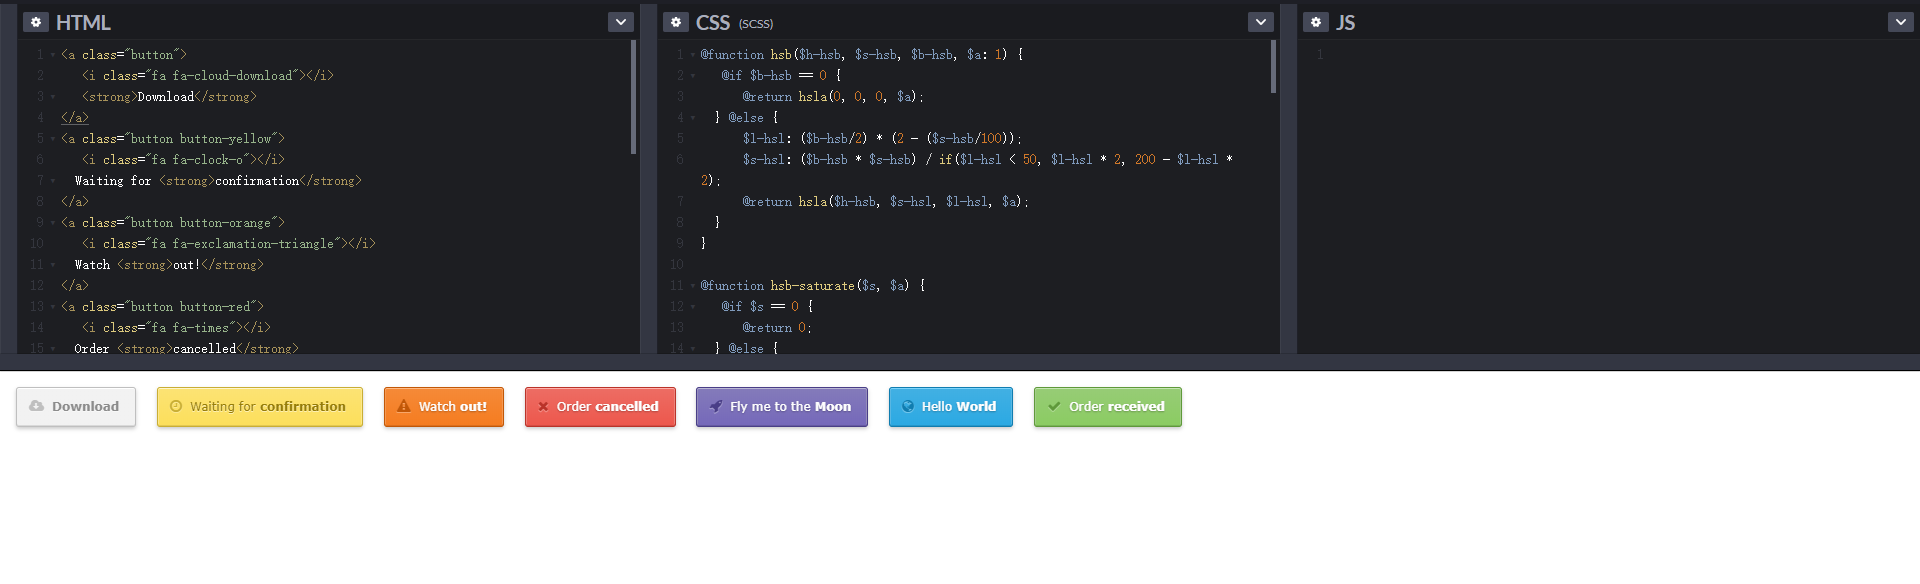 HTML
1 <a class="button">
2 <i class="fa fa-cloud-download"></i>
3 <strong>Download</strong>
4 </a>
5 <a class="button button-yellow">
6 <i class="fa fa-clock-o"></i>
7 Waiting for <strong>confirmation</strong>
8 </a>
9 <a class="button button-orange">
10 <i class="fa fa-exclamation-triangle"></i>
11 Watch <strong>out!</strong>
12 </a>
13 <a class="button button-red">
14 <i class="fa fa-times"></i>
15 Order <strong>cancelled</strong>
CSS (SCSS)
1 @function hsb($h-hsb, $s-hsb, $b-hsb, $a: 1) {
2 @if $b-hsb == 0 {
3 @return hsla(0, 0, 0, $a);
4 } @else {
5 $l-hsl: ($b-hsb/2) * (2 - ($s-hsb/100));
6 $s-hsl: ($b-hsb * $s-hsb) / if($l-hsl < 50, $l-hsl * 2, 200 - $l-hsl *
2);
7 @return hsla($h-hsb, $s-hsl, $l-hsl, $a);
8 }
9 }
10
11 @function hsb-saturate($s, $a) {
12 @if $s == 0 {
13 @return 0;
14 } @else {
JS
1
Download
Waiting for confirmation
Watch out!
Order cancelled
Fly me to the Moon
Hello World
Order received